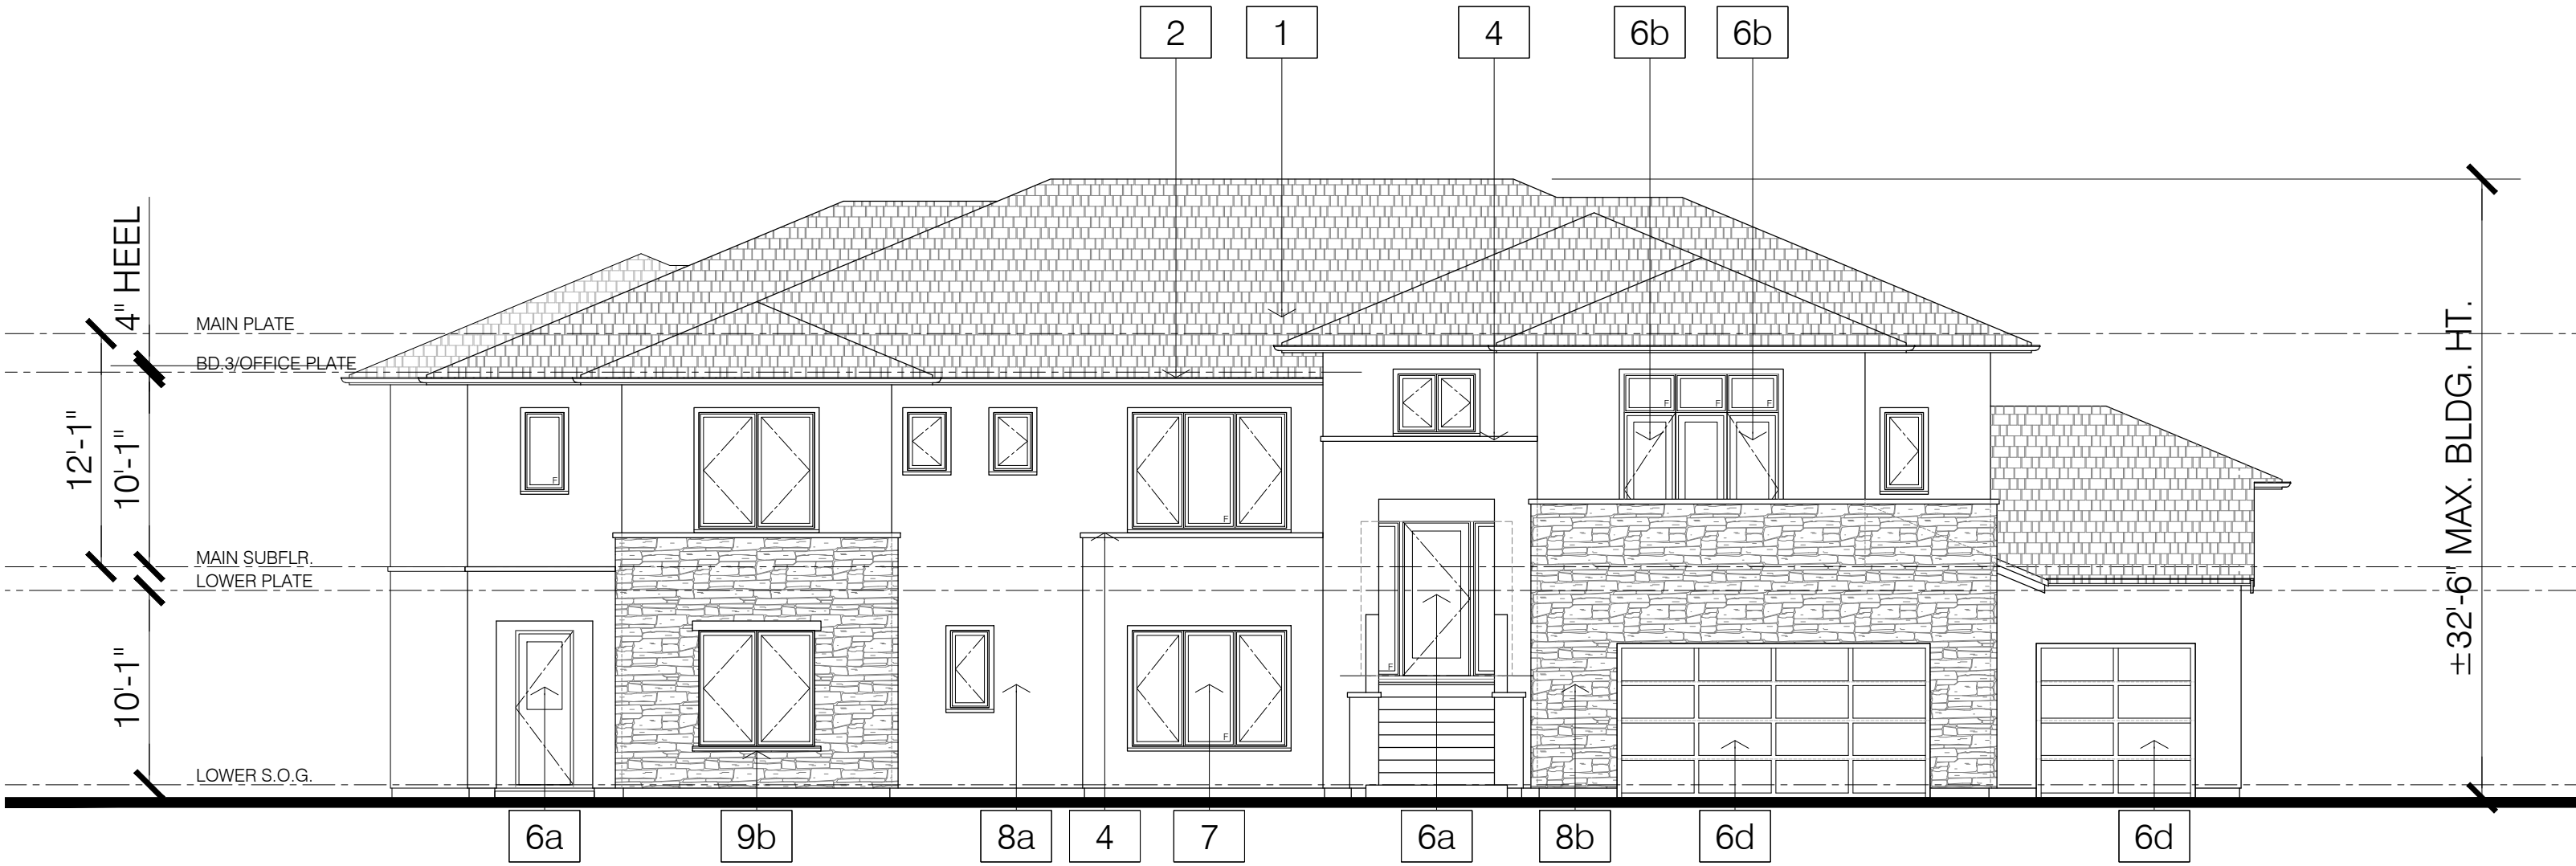 2
1
4
6b
6b
4" HEEL
MAIN PLATE
BD.3/OFFICE PLATE
12'-1"
10'-1"
MAIN SUBFLR.
LOWER PLATE
10'-1"
LOWER S.O.G.
±32'-6" MAX. BLDG. HT.
F
F
F
F
F
F
F
6a
9b
8a
4
7
6a
8b
6d
6d